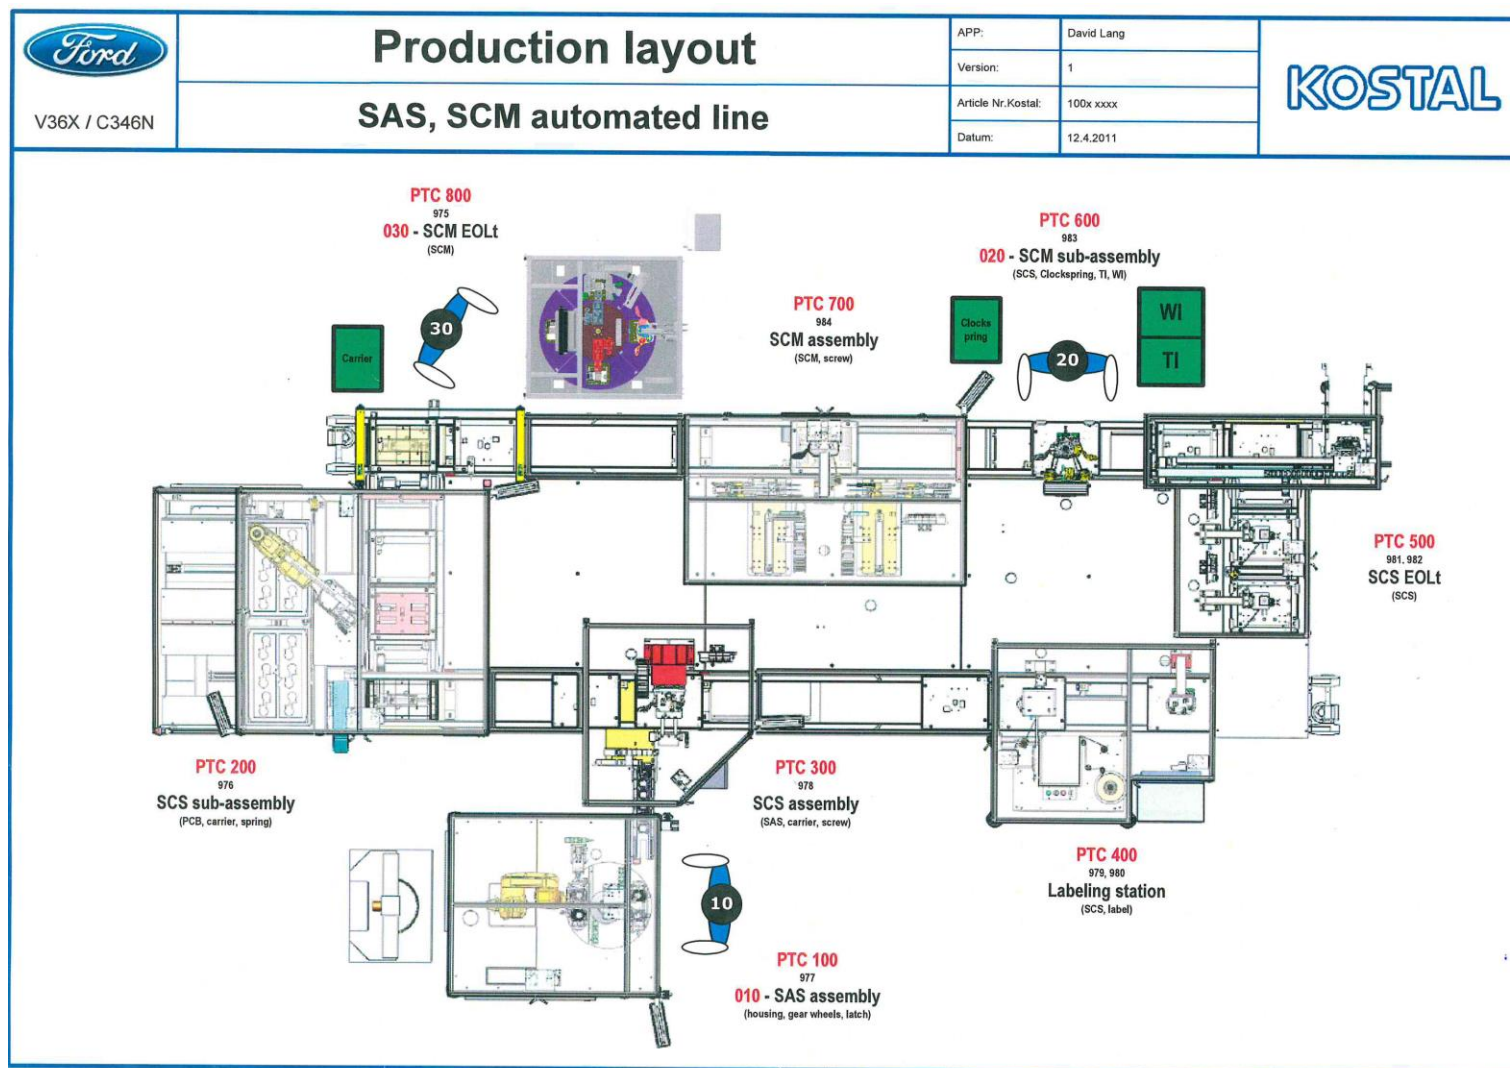 Ford
V36X / C346N
Production layout
SAS, SCM automated line
APP: David Lang
Version: 1
Article Nr.Kostal: 100x xxxx
Datum: 12.4.2011
KOSTAL
PTC 800
975
030 - SCM EOLt
(SCM)
PTC 600
983
020 - SCM sub-assembly
(SCS, Clockspring, TI, WI)
PTC 700
984
SCM assembly
(SCM, screw)
Carrier
30
Clocks
pring
20
WI
TI
PTC 500
981, 982
SCS EOLt
(SCS)
PTC 200
976
SCS sub-assembly
(PCB, carrier, spring)
PTC 300
978
SCS assembly
(SAS, carrier, screw)
PTC 400
979, 980
Labeling station
(SCS, label)
10
PTC 100
977
010 - SAS assembly
(housing, gear wheels, latch)